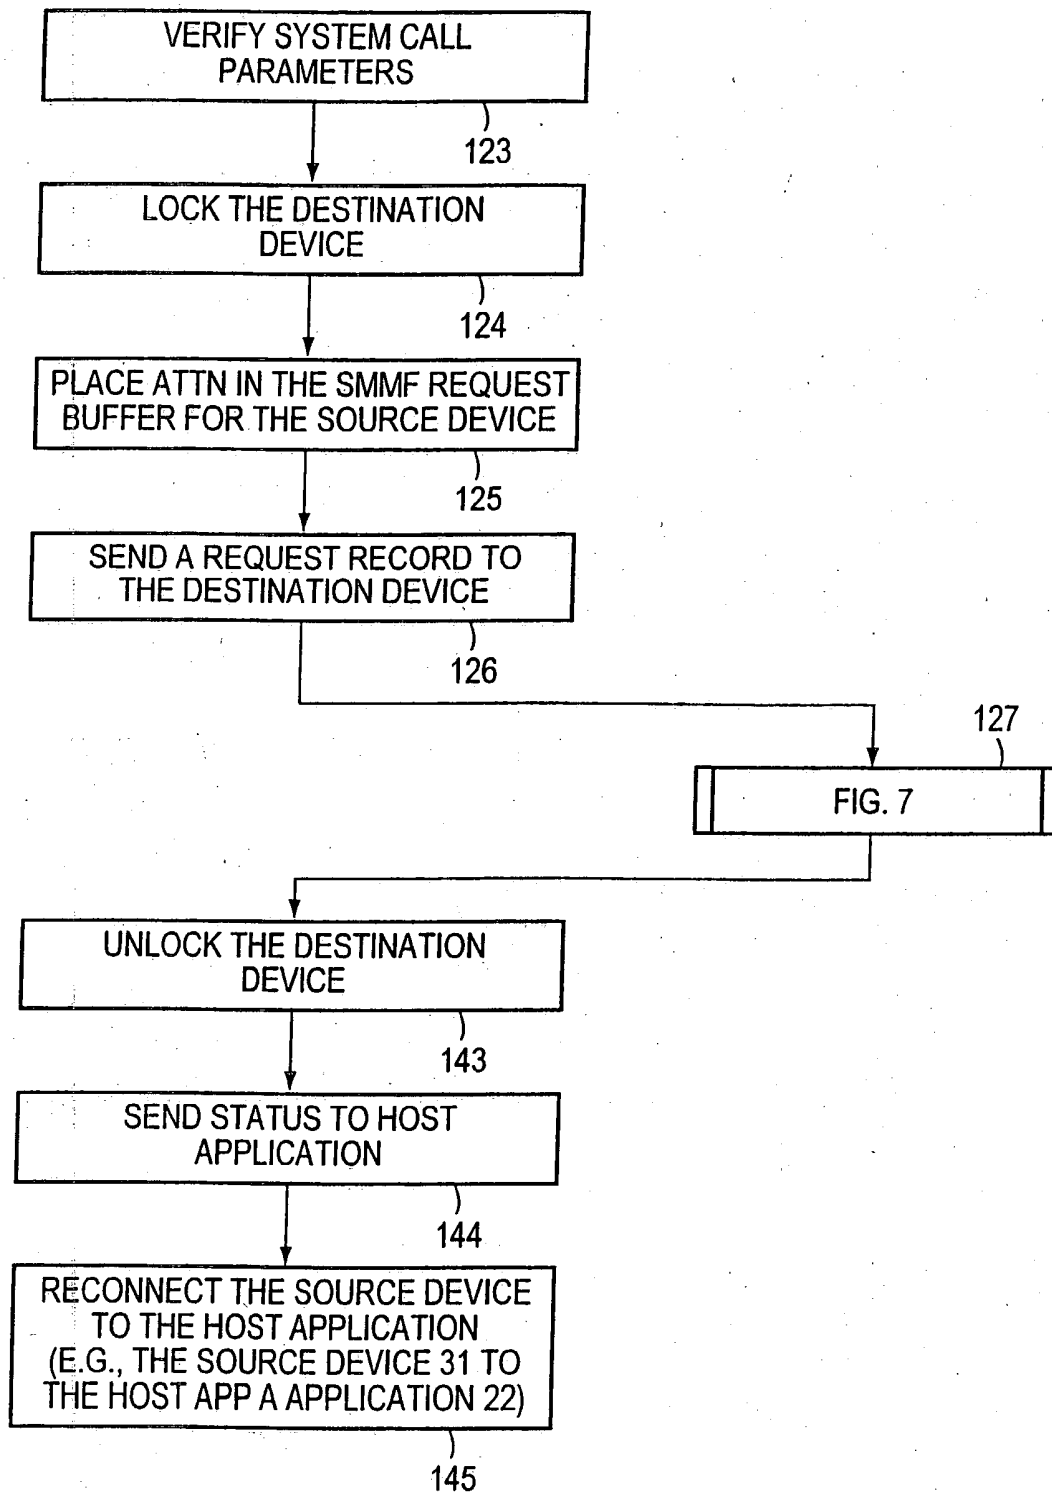 VERIFY SYSTEM CALL
PARAMETERS
123
LOCK THE DESTINATION
DEVICE
124
PLACE ATTN IN THE SMMF REQUEST
BUFFER FOR THE SOURCE DEVICE
125
SEND A REQUEST RECORD TO
THE DESTINATION DEVICE
126
127
FIG. 7
UNLOCK THE DESTINATION
DEVICE
143
SEND STATUS TO HOST
APPLICATION
144
RECONNECT THE SOURCE DEVICE
TO THE HOST APPLICATION
(E.G., THE SOURCE DEVICE 31 TO
THE HOST APP A APPLICATION 22)
145